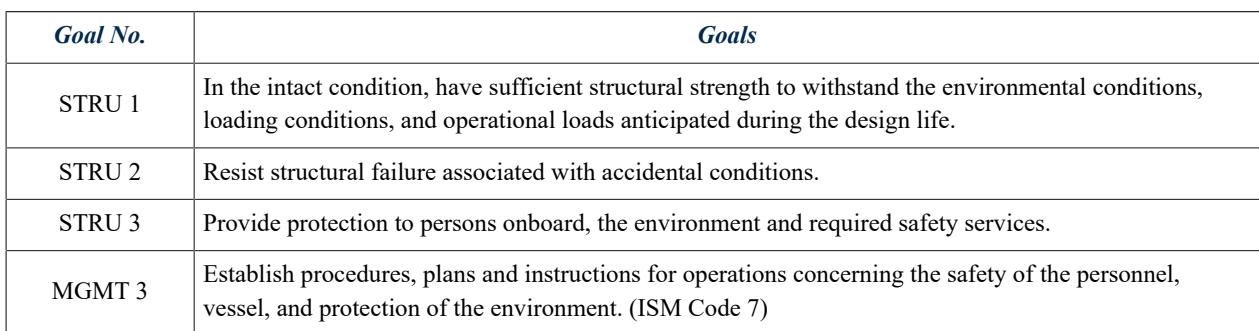 Goal No. Goals
STRU 1
In the intact condition, have sufficient structural strength to withstand the environmental conditions,
loading conditions, and operational loads anticipated during the design life.
STRU 2 Resist structural failure associated with accidental conditions.
STRU 3 Provide protection to persons onboard, the environment and required safety services.
MGMT 3
Establish procedures, plans and instructions for operations concerning the safety of the personnel,
vessel, and protection of the environment. (ISM Code 7)